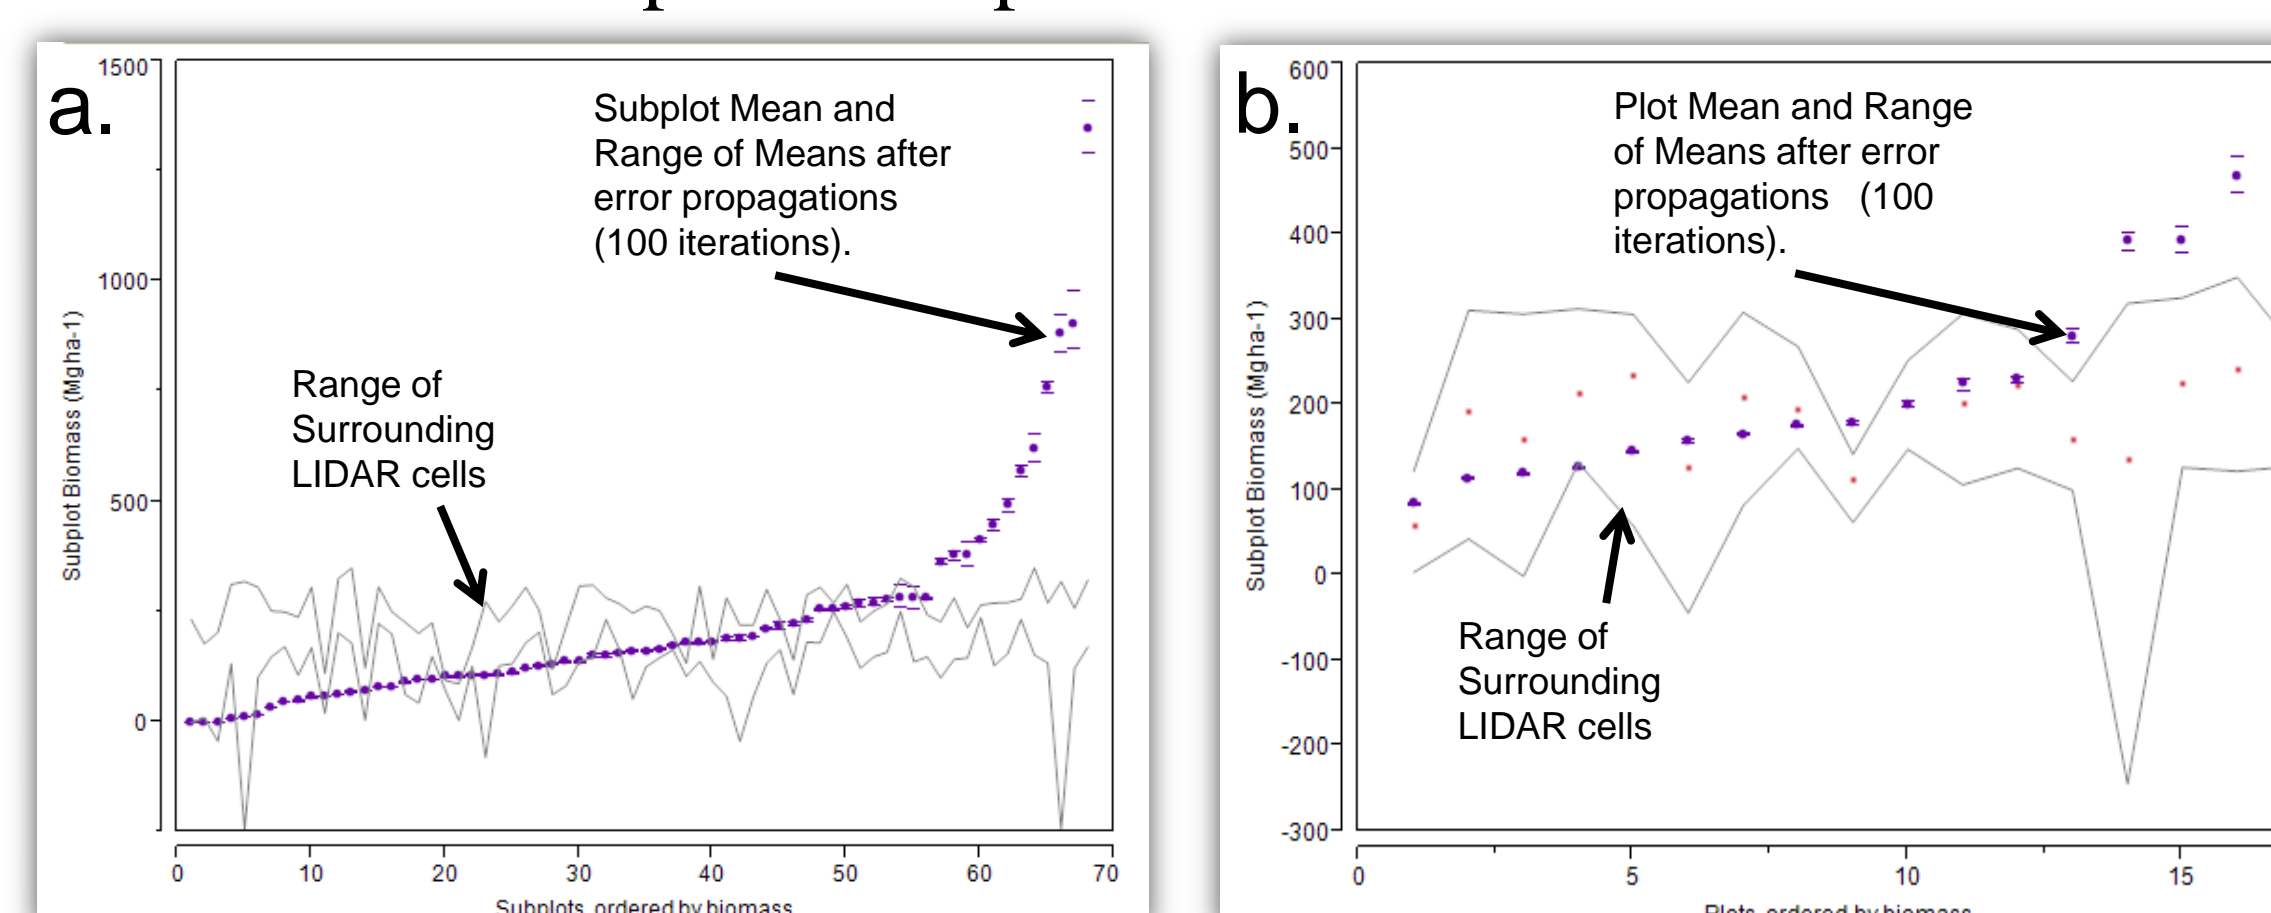 a.
1500
1000
500
0
Subplot Biomass (Mgha-1)
Subplot Mean and
Range of Means after
error propagations
(100 iterations).
Range of
Surrounding
LIDAR cells
0 10 20 30 40 50 60 70
Subplots, ordered by biomass
b.
600
500
400
300
200
100
0
-100
-200
-300
Subplot Biomass (Mgha-1)
Plot Mean and Range
of Means after error
propagations (100
iterations).
Range of
Surrounding
LIDAR cells
0 5 10 15
Plots, ordered by biomass